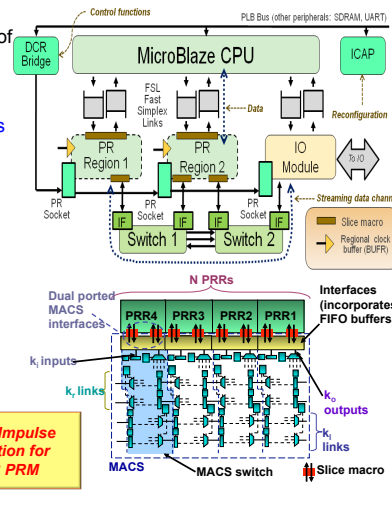 Control functions
PLB Bus (other peripherals: SDRAM, UART)
of
DCR
Bridge
MicroBlaze CPU
ICAP
s
FSL
Fast
Simplex
Links
Data
Reconfiguration
PR
Region 1
PR
Region 2
IO
Module
To IO
PR
Socket
PR
Socket
PR
Socket
Streaming data chann
IF
IF
IF
IF
Switch 1
Switch 2
Slice macro
Regional clock
buffer (BUFR)
N PRRs
Dual ported
MACS
interfaces
PRR4
PRR3
PRR2
PRR1
Interfaces
(incorporates
FIFO buffers
ki inputs
kr links
ko
outputs
kl
links
Impulse
tion for
PRM
MACS
MACS switch
Slice macro